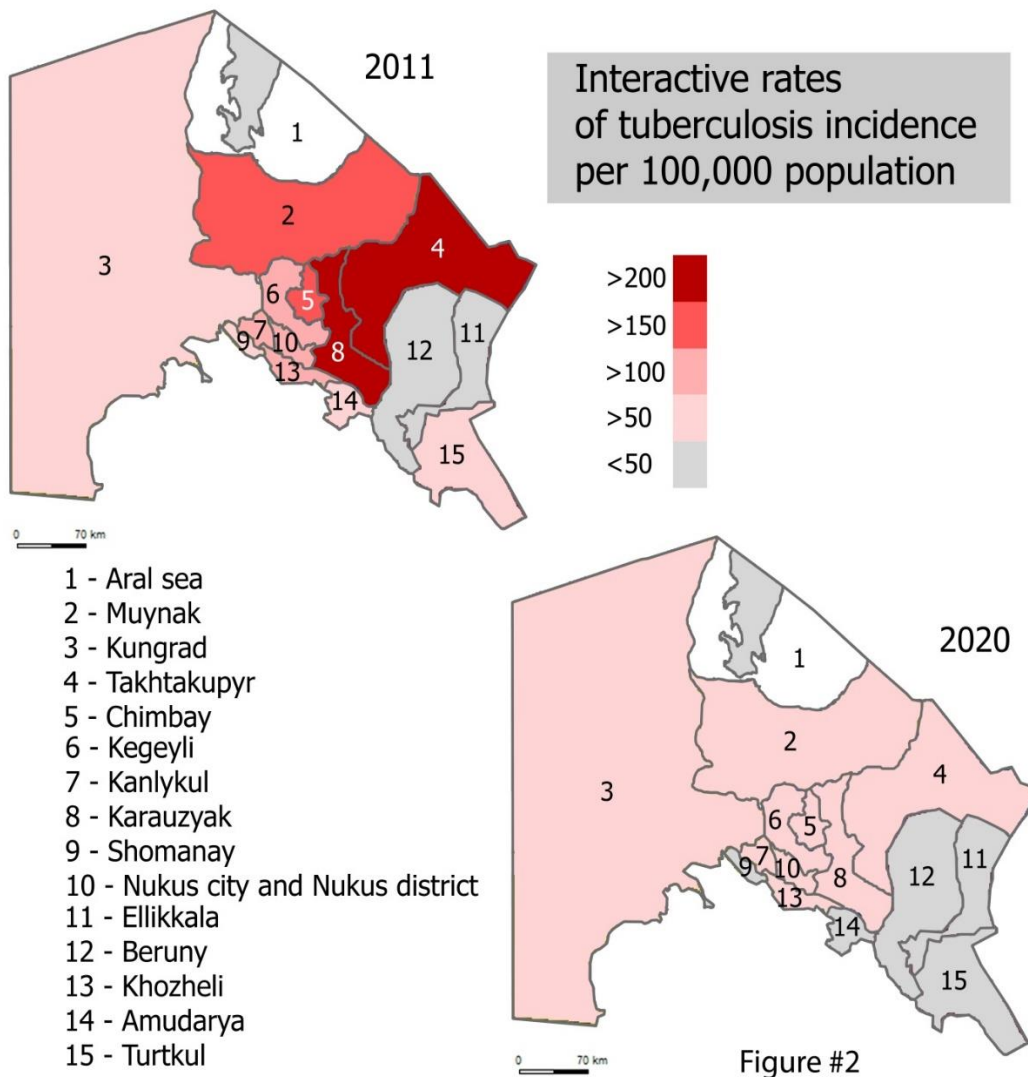 2011
Interactive rates
of tuberculosis incidence
per 100,000 population
1
2
3
4
5
6
7
8
9
10
11
12
13
14
15
>200
>150
>100
>50
<50
0 70 km
1 - Aral sea
2 - Muynak
3 - Kungrad
4 - Takhtakupyr
5 - Chimbay
6 - Kegeyli
7 - Kanlykul
8 - Karauzyak
9 - Shomanay
10 - Nukus city and Nukus district
11 - Ellikkala
12 - Beruny
13 - Khozheli
14 - Amudarya
15 - Turtkul
2020
1
2
3
4
5
6
7
8
9
10
11
12
13
14
15
0 70 km
Figure #2